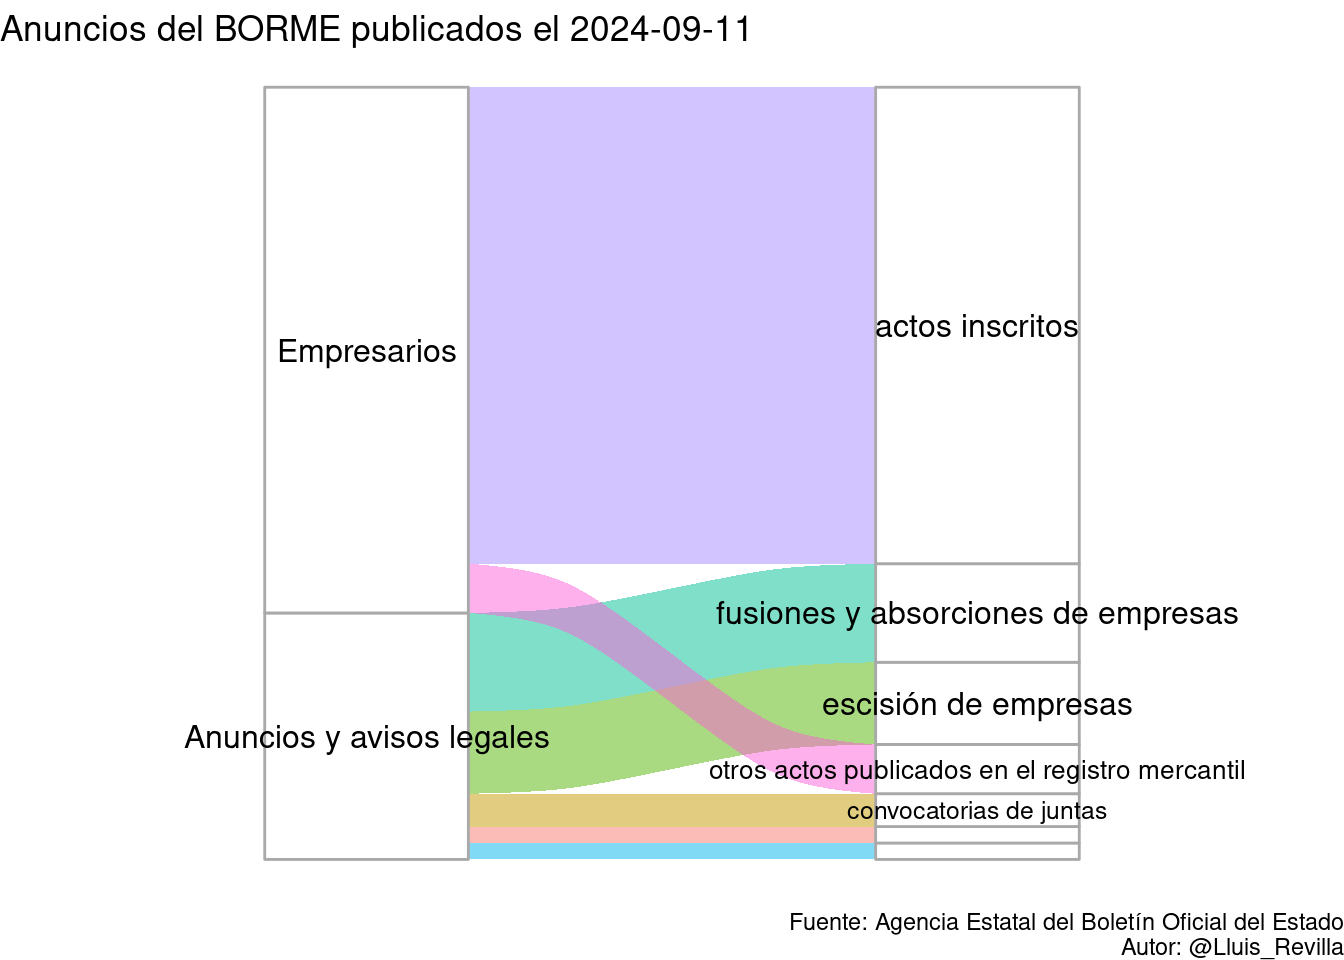 Anuncios del BORME publicados el 2024-09-11
Empresarios
actos inscritos
fusiones y absorciones de empresas
escisión de empresas
Anuncios y avisos legales
otros actos publicados en el registro mercantil
convocatorias de juntas
Fuente: Agencia Estatal del Boletín Oficial del Estado
Autor: @Lluis_Revilla